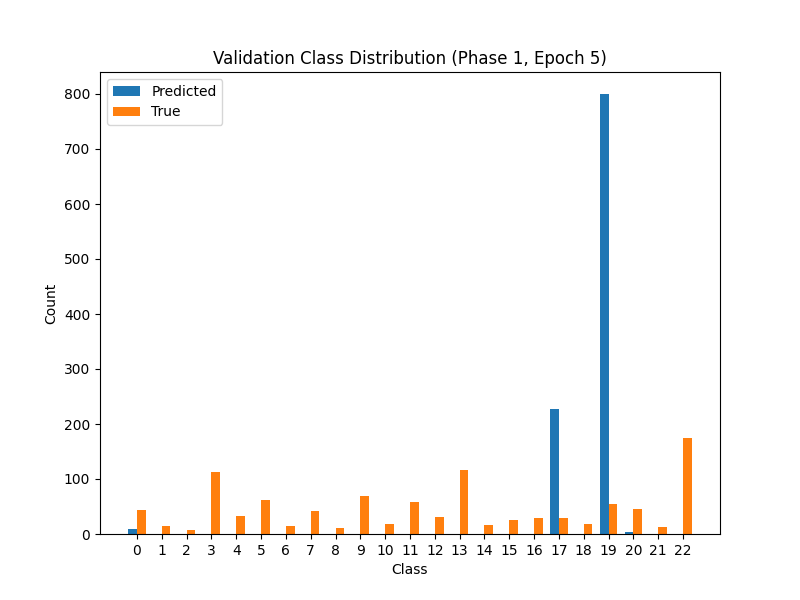 Validation Class Distribution (Phase 1, Epoch 5)
Predicted
True
800
700
600
500
400
300
200
100
0
Count
0 1 2 3 4 5 6 7 8 9 10 11 12 13 14 15 16 17 18 19 20 21 22
Class